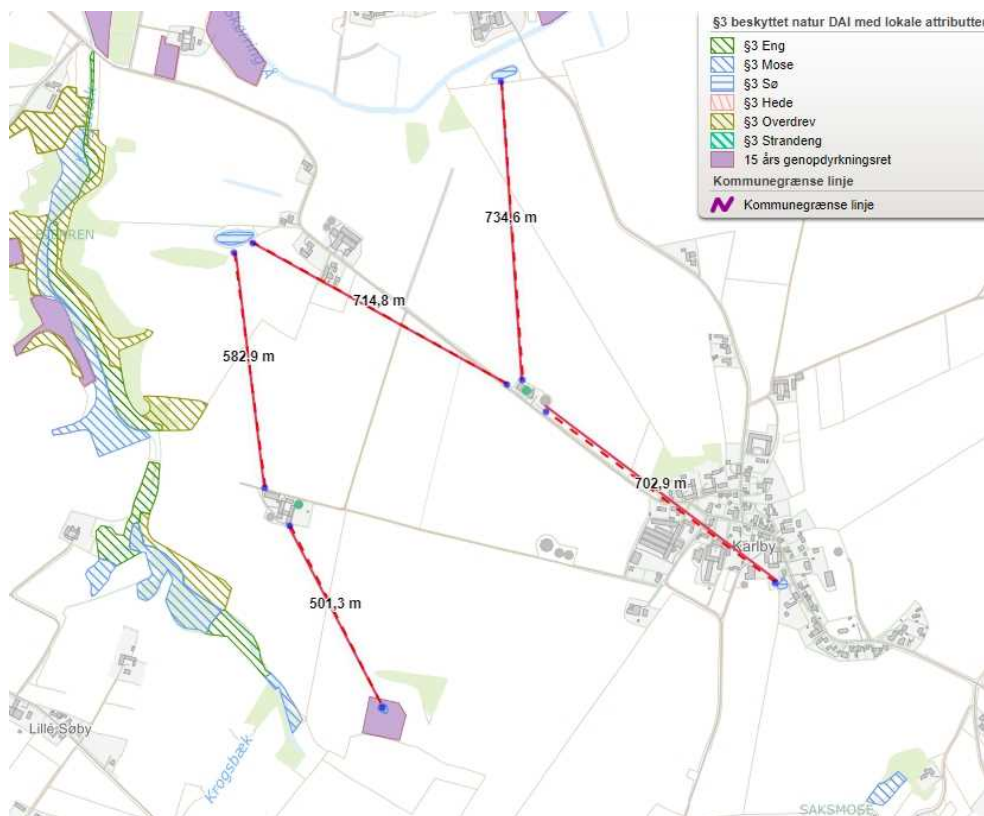 §3 beskyttet natur DAI med lokale attributter
§3 Eng
§3 Mose
§3 Sø
§3 Hede
§3 Overdrev
§3 Strandeng
15 års genopdyrkningsret
Kommunegrænse linje
Kommunegrænse linje
Skørring Å
734,6 m
714,8 m
582,9 m
702,9 m
Karlby
501,3 m
Lille Søby
Krogsbæk
SAKSMOSE